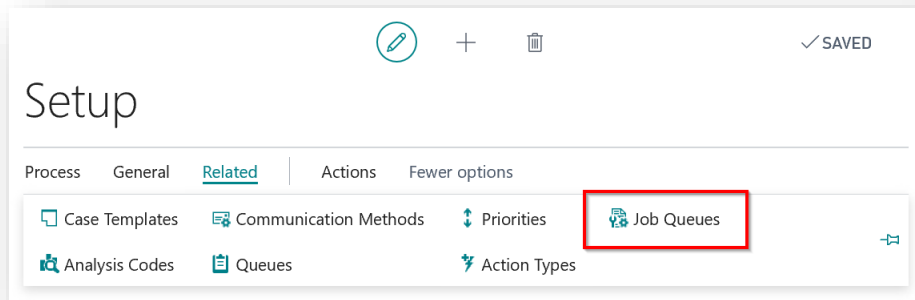 SAVED
Setup
Process General Related Actions Fewer options
Case Templates Communication Methods Priorities Job Queues
Analysis Codes Queues Action Types